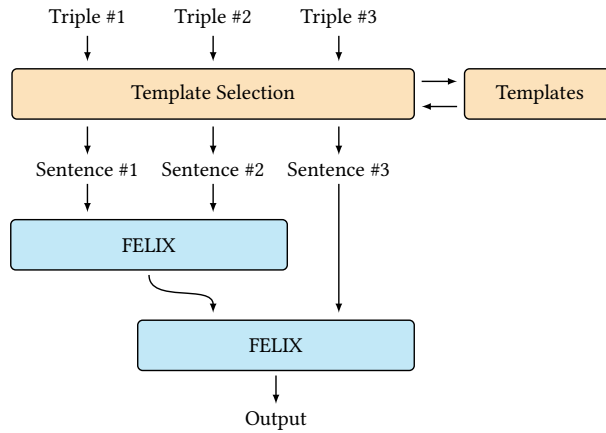 Triple #1 Triple #2 Triple #3
Template Selection Templates
Sentence #1 Sentence #2 Sentence #3
FELIX
FELIX
Output